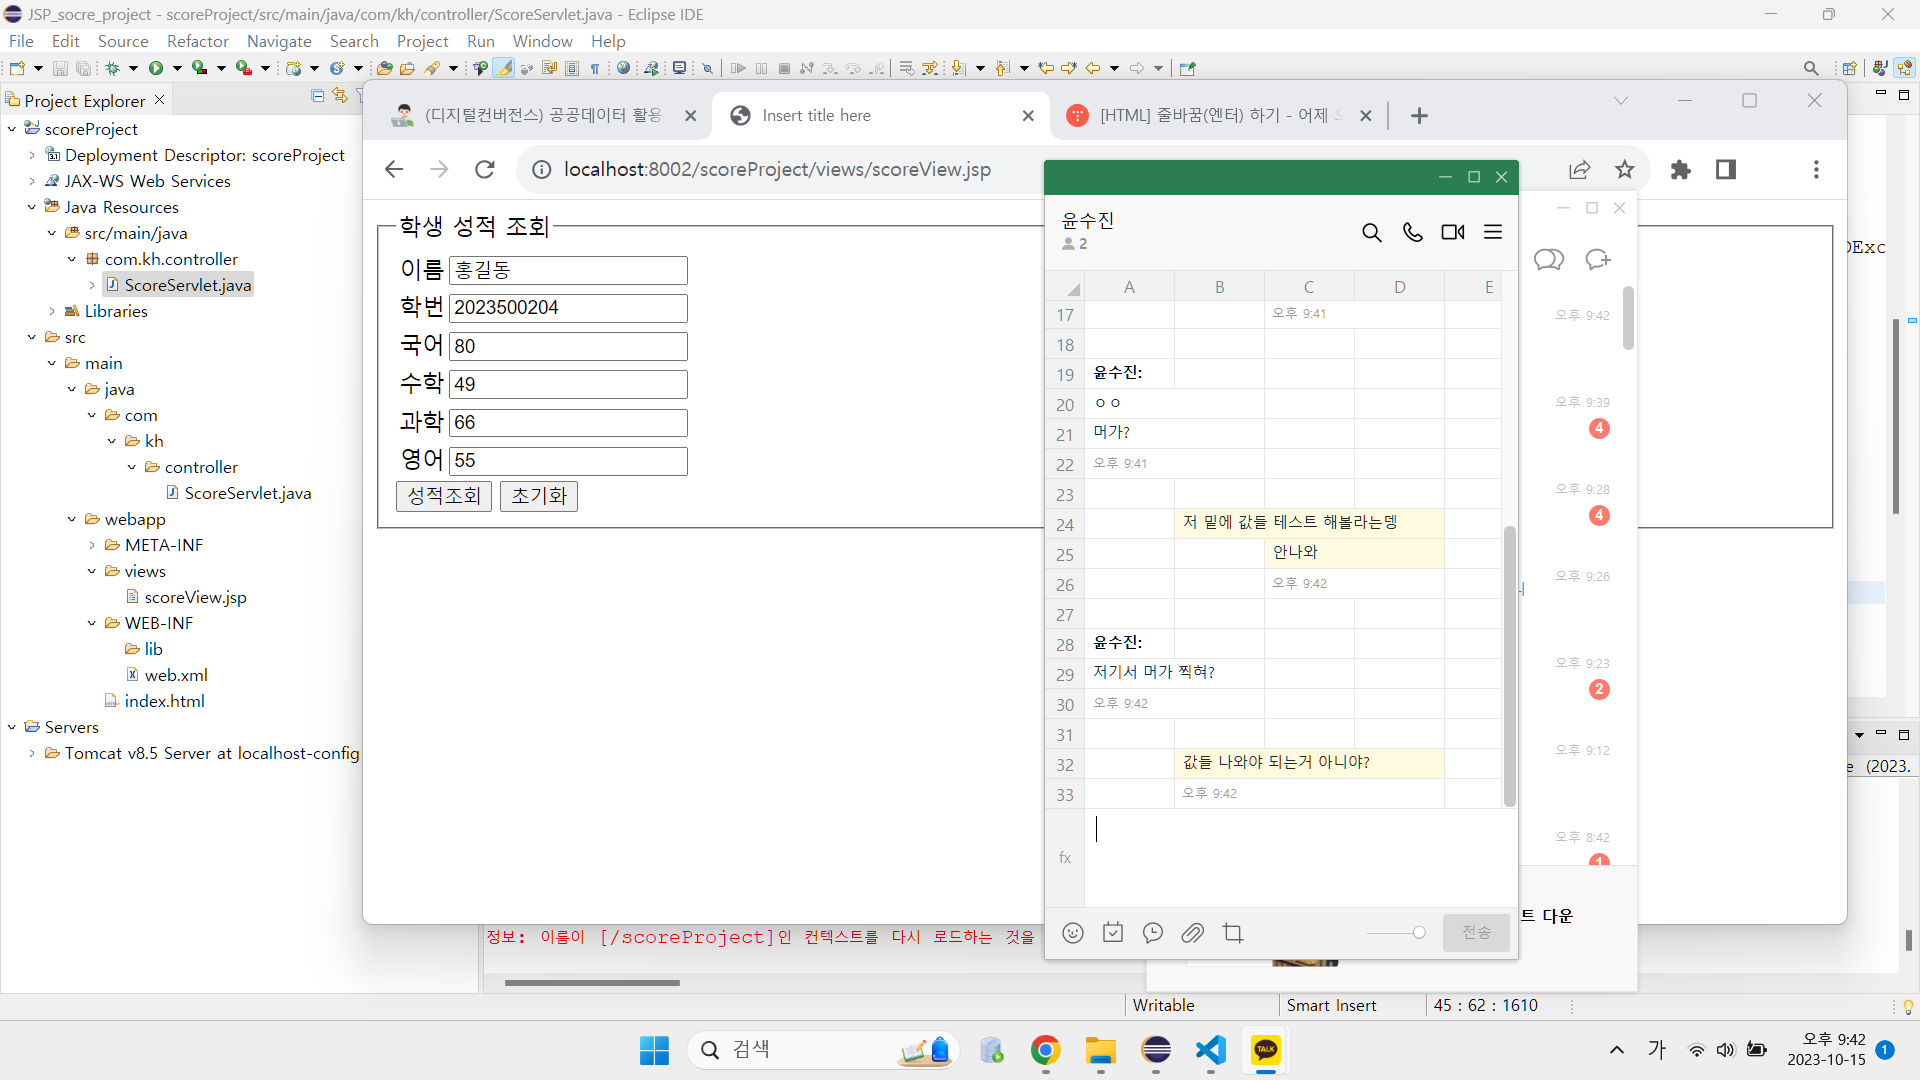 JSP_socre_project - scoreProject/src/main/java/com/kh/controller/ScoreServlet.java - Eclipse IDE
File Edit Source Refactor Navigate Search Project Run Window Help
Project Explorer
scoreProject
Deployment Descriptor: scoreProject
JAX-WS Web Services
Java Resources
src/main/java
com.kh.controller
ScoreServlet.java
Libraries
src
main
java
com
kh
controller
ScoreServlet.java
webapp
META-INF
views
scoreView.jsp
WEB-INF
lib
web.xml
index.html
Servers
Tomcat v8.5 Server at localhost-config
(디지털컨버전스) 공공데이터 활용
Insert title here
[HTML] 줄바꿈(엔터) 하기 - 어제
localhost:8002/scoreProject/views/scoreView.jsp
학생 성적 조회
이름 홍길동
학번 2023500204
국어 80
수학 49
과학 66
영어 55
성적조회 초기화
윤수진
2
A B C D E
17 오후 9:41
18
19 윤수진:
20 ㅇㅇ
21 머가?
22 오후 9:41
23
24 저 밑에 값들 테스트 해볼라는뎅
25 안나와
26 오후 9:42
27
28 윤수진:
29 저기서 머가 찍혀?
30 오후 9:42
31
32 값들 나와야 되는거 아니야?
33 오후 9:42
fx
전송
오후 9:42
오후 9:39
4
오후 9:28
4
오후 9:26
오후 9:23
2
오후 9:12
오후 8:42
1
트 다운
DExc
e (2023.
정보: 이름이 [/scoreProject]인 컨텍스트를 다시 로드하는 것을
Writable Smart Insert 45 : 62 : 1610
검색
TALK
가
오후 9:42
2023-10-15
1